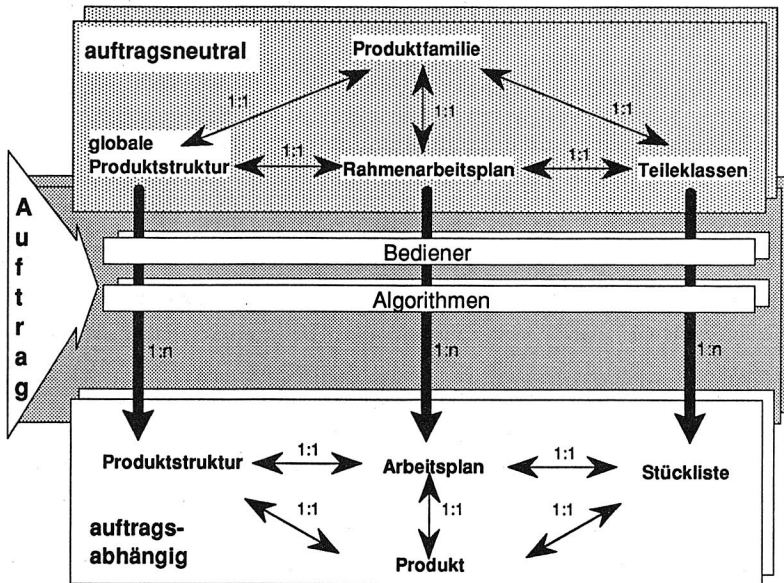 auftragsneutral
Produktfamilie
1:1
1:1
1:1
globale
Produktstruktur
1:1
Rahmenarbeitsplan
1:1
Teileklassen
Auftrag
Bediener
Algorithmen
1:n
1:n
1:n
Produktstruktur
1:1
Arbeitsplan
1:1
Stückliste
1:1
1:1
1:1
auftrags-
abhängig
Produkt